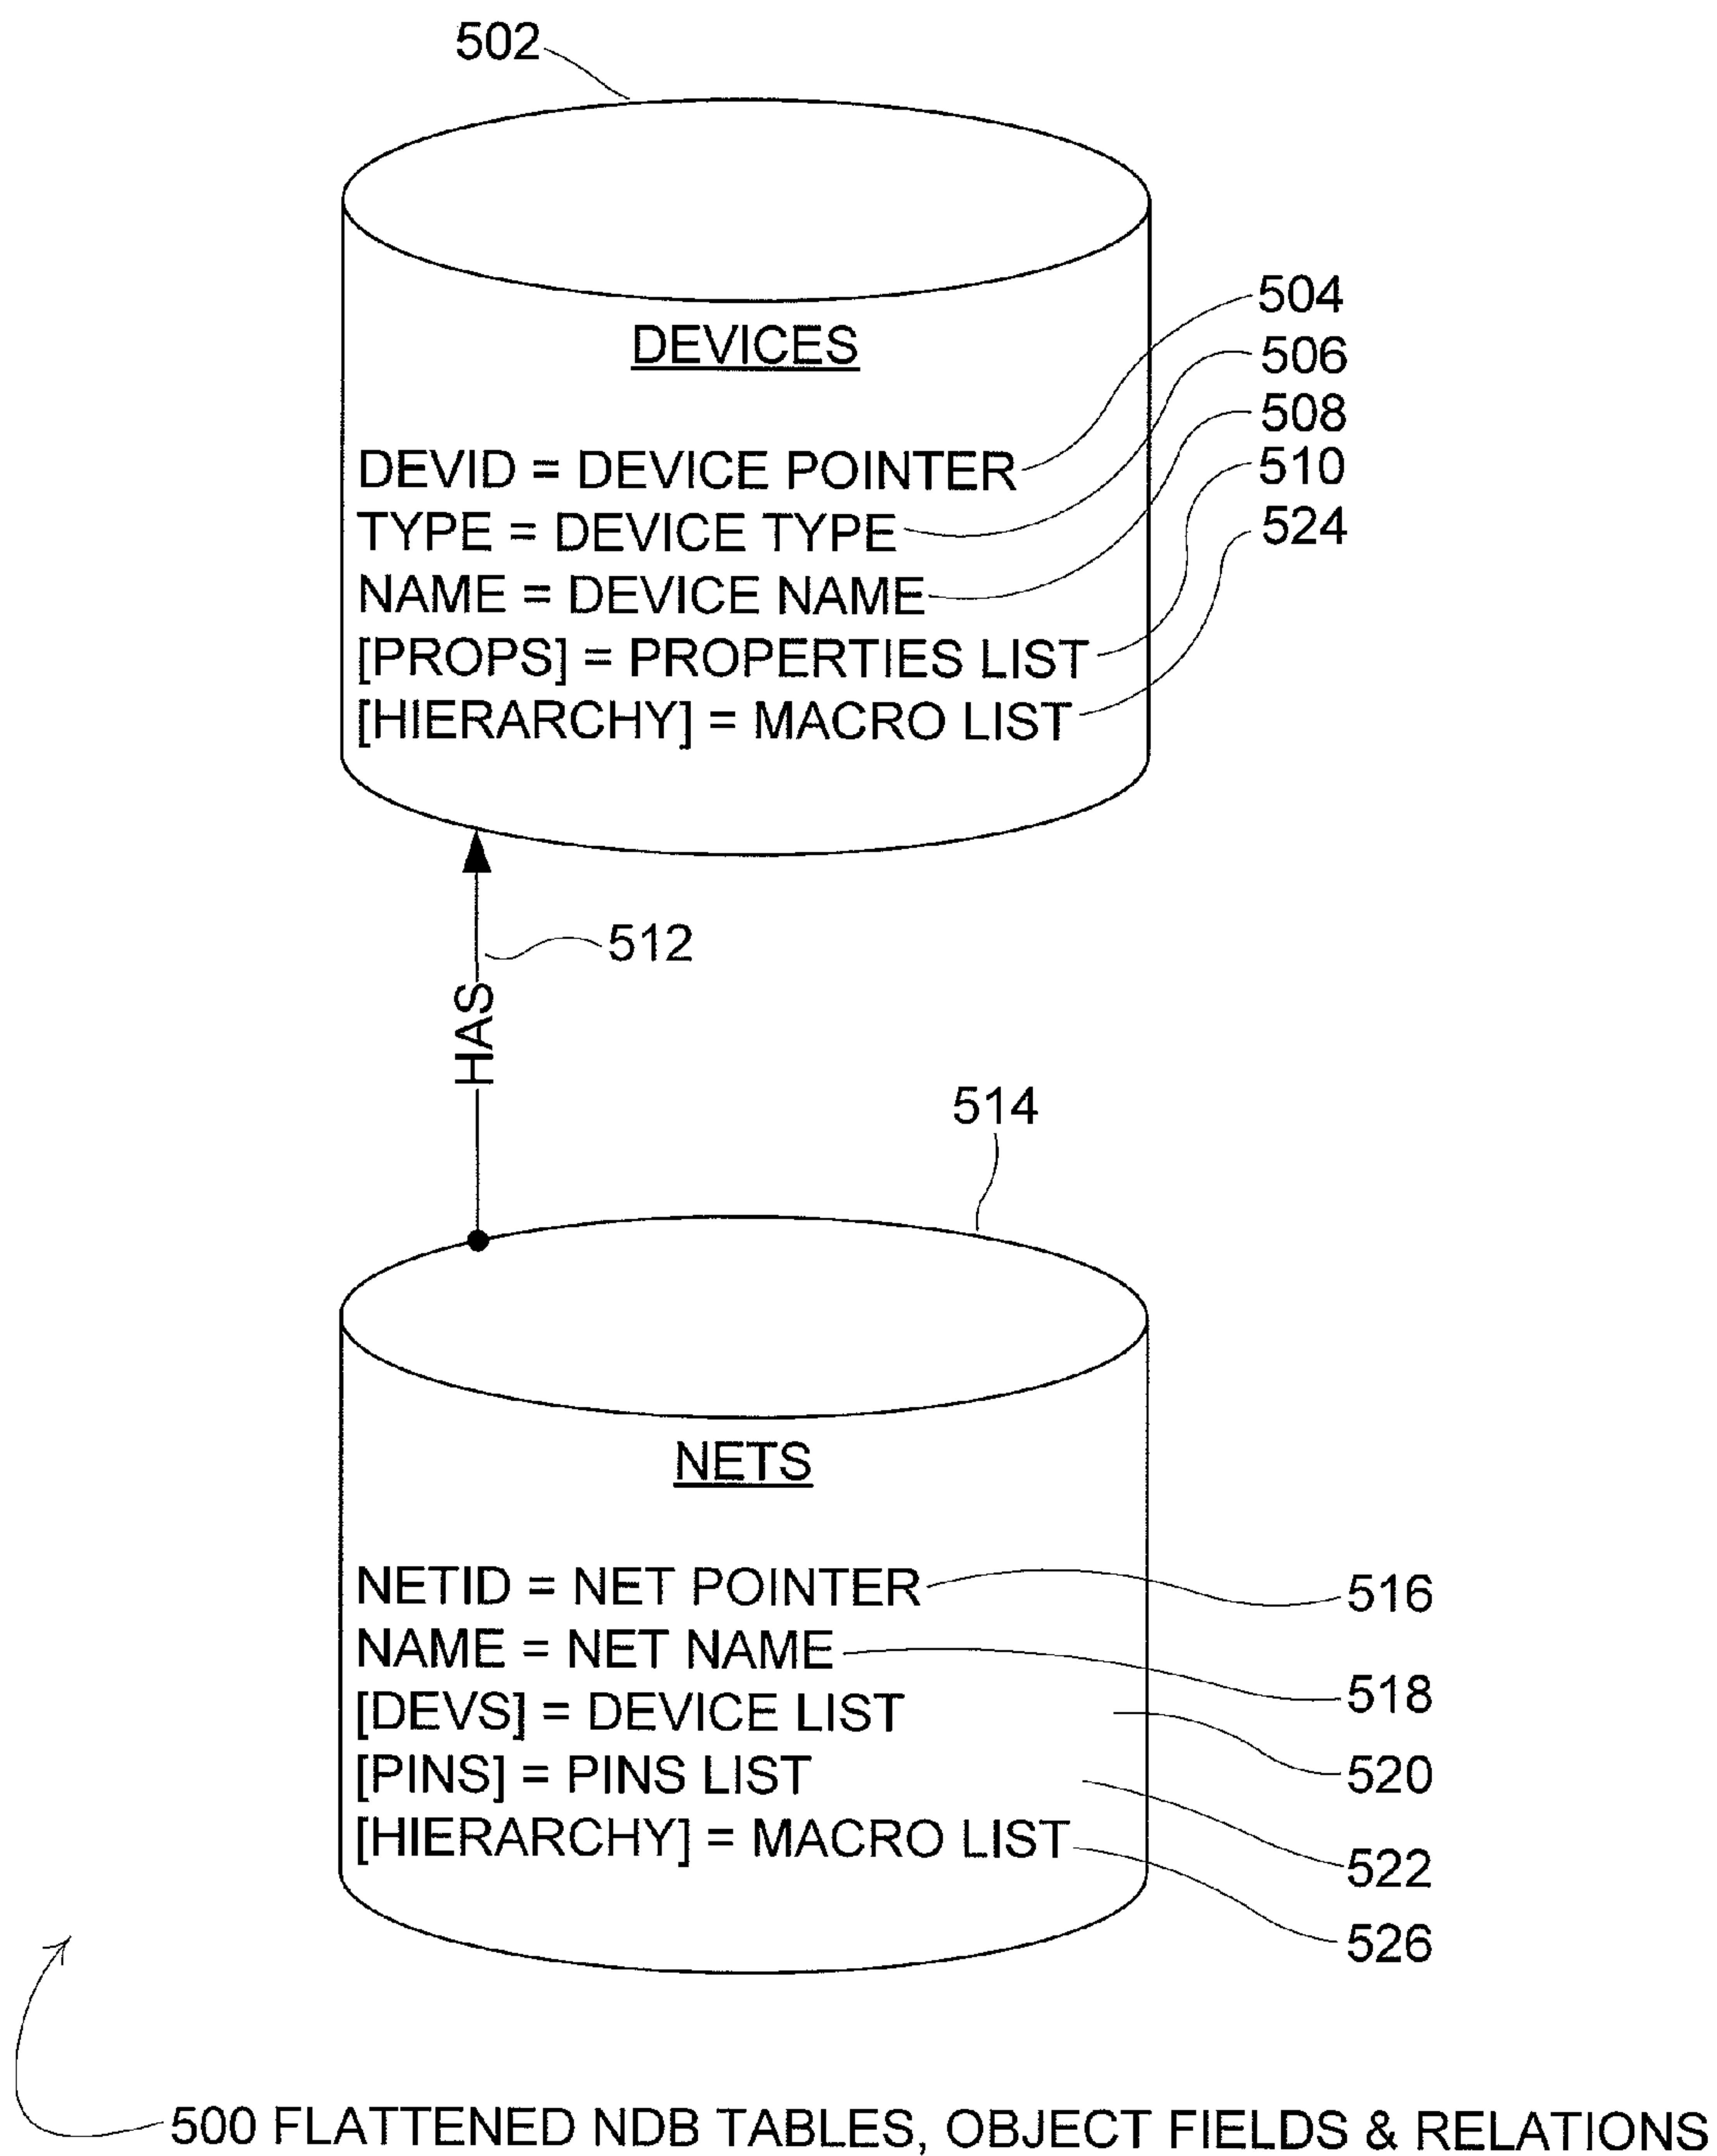 502
DEVICES
504
506
508
510
524
DEVID = DEVICE POINTER
TYPE = DEVICE TYPE
NAME = DEVICE NAME
[PROPS] = PROPERTIES LIST
[HIERARCHY] = MACRO LIST
512
HAS
514
NETS
NETID = NET POINTER
516
NAME = NET NAME
518
[DEVS] = DEVICE LIST
520
[PINS] = PINS LIST
522
[HIERARCHY] = MACRO LIST
526
500 FLATTENED NDB TABLES, OBJECT FIELDS & RELATIONS